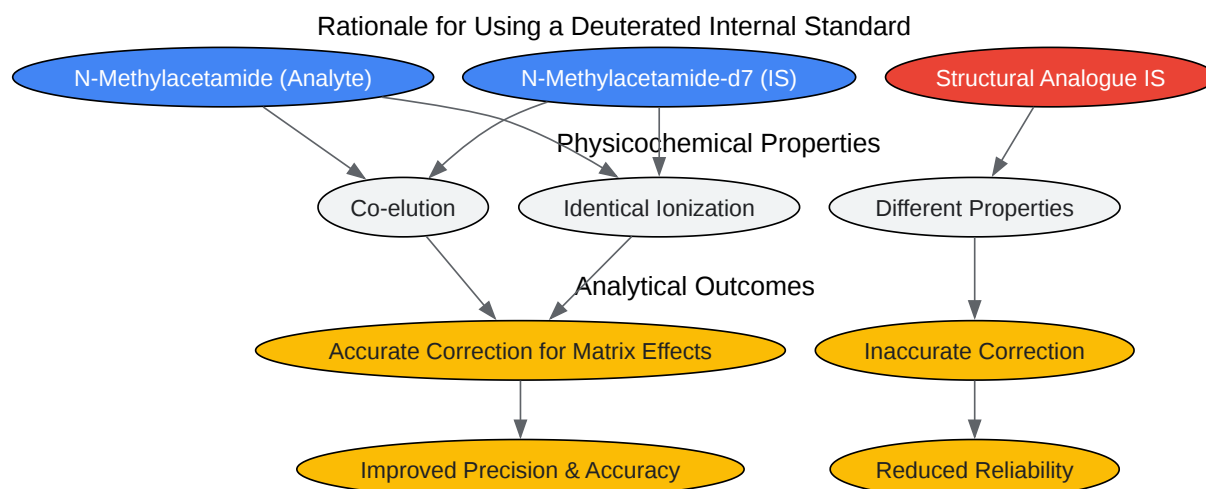 Rationale for Using a Deuterated Internal Standard
N-Methylacetamide (Analyte)
N-Methylacetamide-d7 (IS)
Structural Analogue IS
Physicochemical Properties
Co-elution
Identical Ionization
Different Properties
Analytical Outcomes
Accurate Correction for Matrix Effects
Inaccurate Correction
Improved Precision & Accuracy
Reduced Reliability